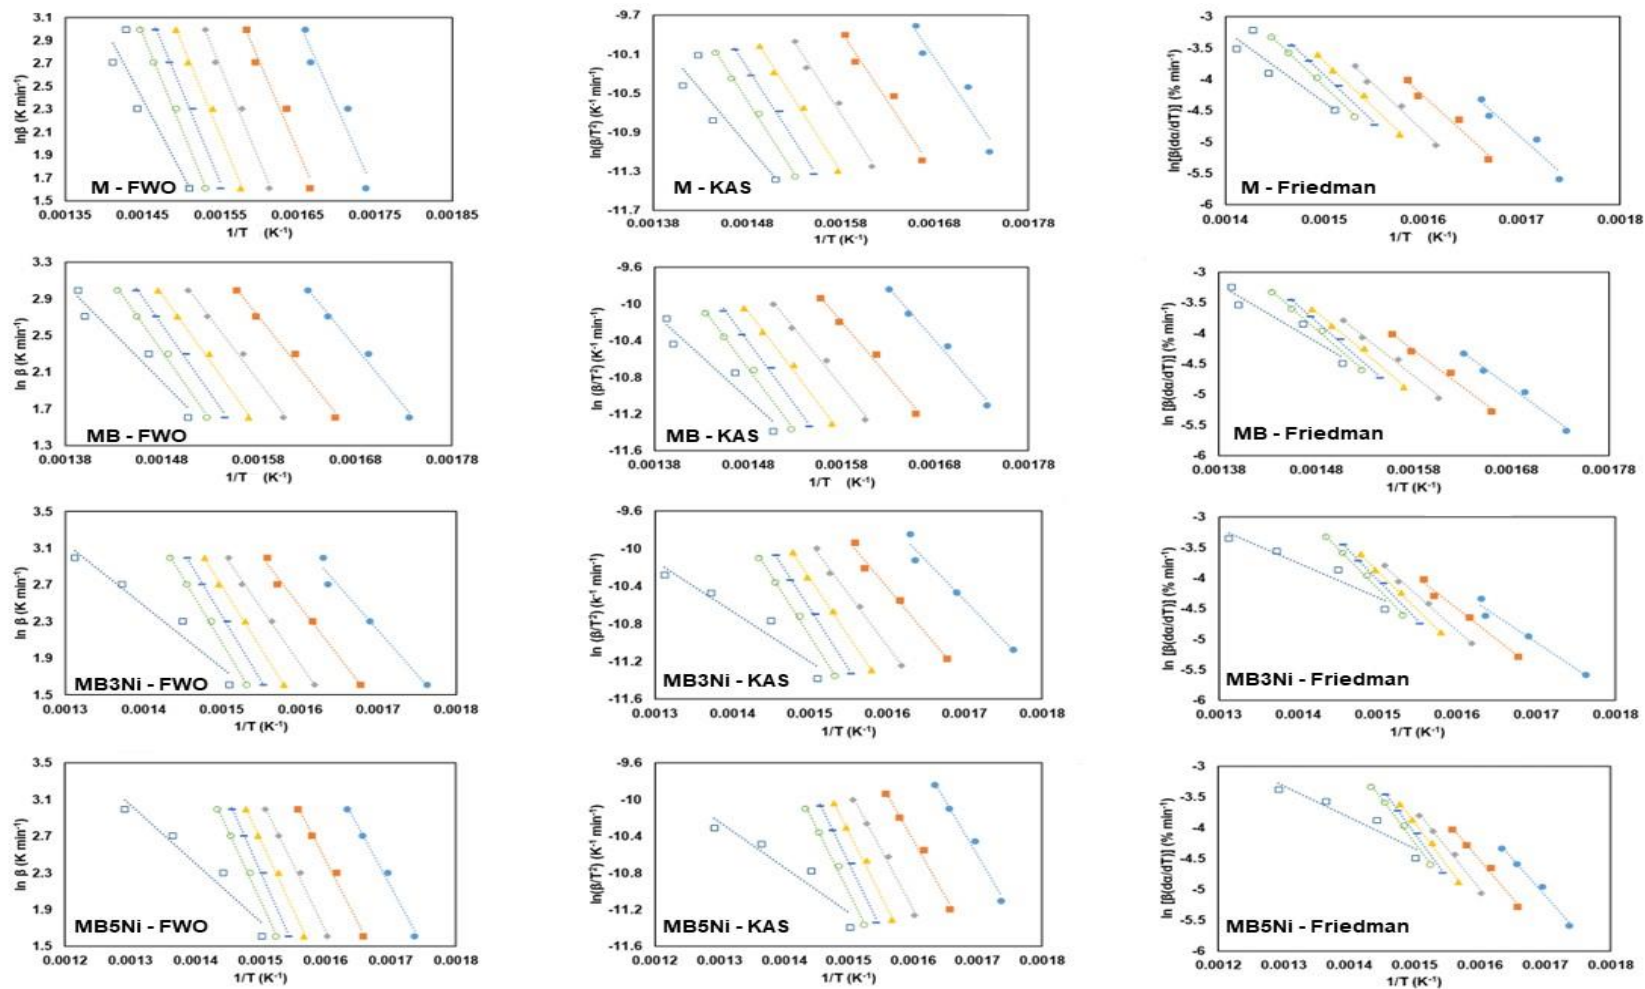 3.1
2.9
2.7
2.5
2.3
2.1
1.9
1.7
1.5
lnβ (K min⁻¹)
M - FWO
0.00135 0.00145 0.00155 0.00165 0.00175 0.00185
1/T (K⁻¹)
-9.7
-10.1
-10.5
-10.9
-11.3
-11.7
ln(β/T²) (K⁻¹ min⁻¹)
M - KAS
0.00138 0.00148 0.00158 0.00168 0.00178
1/T (K⁻¹)
-3
-3.5
-4
-4.5
-5
-5.5
-6
ln[β(dα/dT)] (% min⁻¹)
M - Friedman
0.0014 0.0015 0.0016 0.0017 0.0018
1/T (K⁻¹)
3.3
2.9
2.5
2.1
1.7
1.3
ln β (K min⁻¹)
MB - FWO
0.00138 0.00148 0.00158 0.00168 0.00178
1/T (K⁻¹)
-9.6
-10
-10.4
-10.8
-11.2
-11.6
ln (β/T²) (K⁻¹ min⁻¹)
MB - KAS
0.00138 0.00148 0.00158 0.00168 0.00178
1/T (K⁻¹)
-3
-3.5
-4
-4.5
-5
-5.5
-6
ln [β(dα/dT)] (% min⁻¹)
MB - Friedman
0.00138 0.00148 0.00158 0.00168 0.00178
1/T (K⁻¹)
3.5
3.1
2.7
2.3
1.9
1.5
ln β (K min⁻¹)
MB3Ni - FWO
0.0013 0.0014 0.0015 0.0016 0.0017 0.0018
1/T (K⁻¹)
-9.6
-10
-10.4
-10.8
-11.2
-11.6
ln (β/T²) (k⁻¹ min⁻¹)
MB3Ni - KAS
0.0013 0.0014 0.0015 0.0016 0.0017 0.0018
1/T (K⁻¹)
-3
-3.5
-4
-4.5
-5
-5.5
-6
ln [β(dα/dT)] (% min⁻¹)
MB3Ni - Friedman
0.0013 0.0014 0.0015 0.0016 0.0017 0.0018
1/T (K⁻¹)
3.5
3.1
2.7
2.3
1.9
1.5
ln β (K min⁻¹)
MB5Ni - FWO
0.0012 0.0013 0.0014 0.0015 0.0016 0.0017 0.0018
1/T (K⁻¹)
-9.6
-10
-10.4
-10.8
-11.2
-11.6
ln(β/T²) (K⁻¹ min⁻¹)
MB5Ni - KAS
0.0012 0.0013 0.0014 0.0015 0.0016 0.0017 0.0018
1/T (K⁻¹)
-3
-3.5
-4
-4.5
-5
-5.5
-6
ln [β(dα/dT)] (% min⁻¹)
MB5Ni - Friedman
0.0012 0.0013 0.0014 0.0015 0.0016 0.0017 0.0018
1/T (K⁻¹)